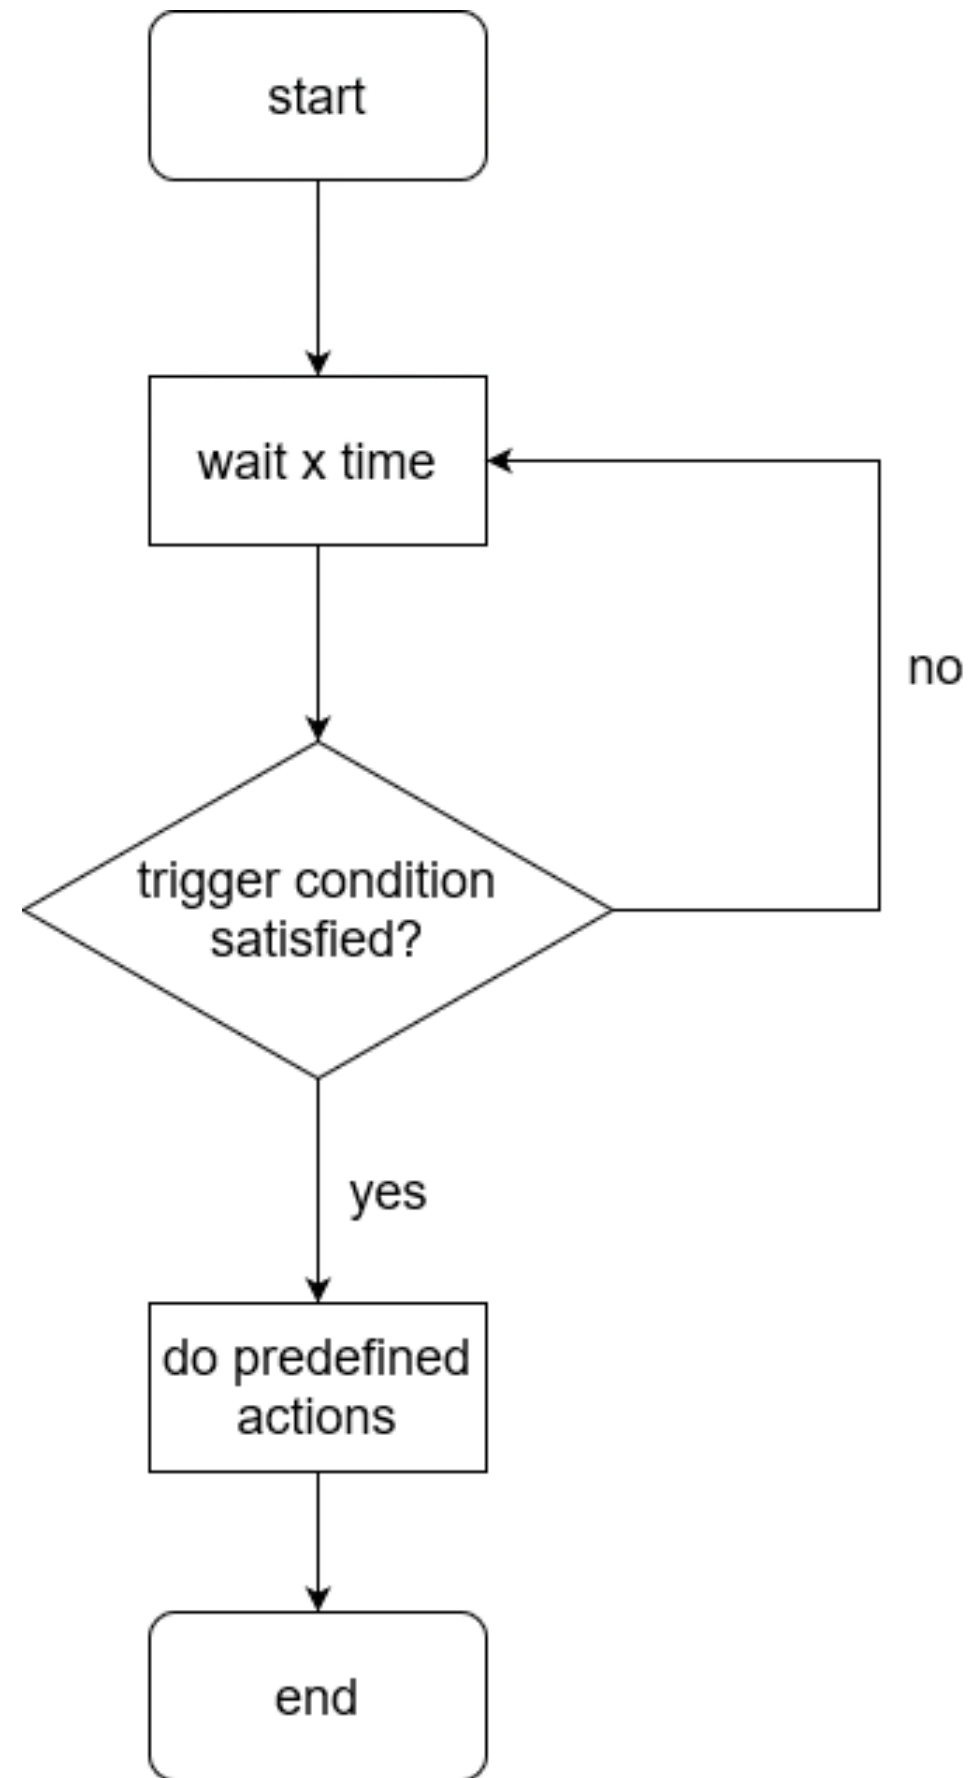 start
wait x time
no
trigger condition
satisfied?
yes
do predefined
actions
end